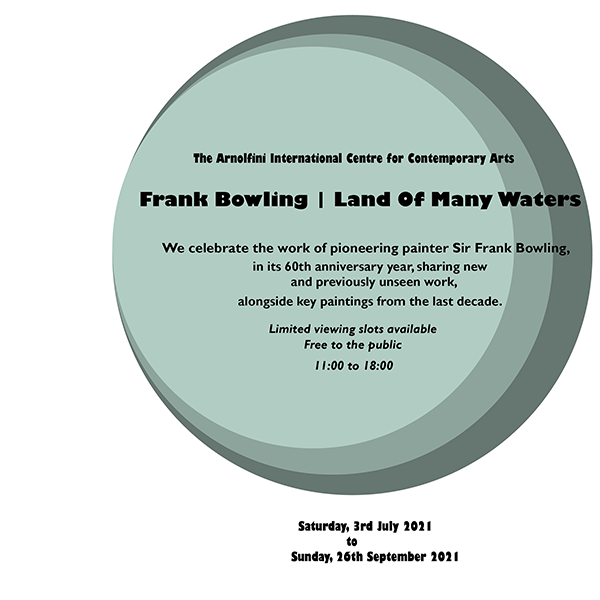 The Arnolfini International Centre for Contemporary Arts
Frank Bowling | Land Of Many Waters
We celebrate the work of pioneering painter Sir Frank Bowling,
in its 60th anniversary year, sharing new
and previously unseen work,
alongside key paintings from the last decade.
Limited viewing slots available
Free to the public
11:00 to 18:00
Saturday, 3rd July 2021
to
Sunday, 26th September 2021